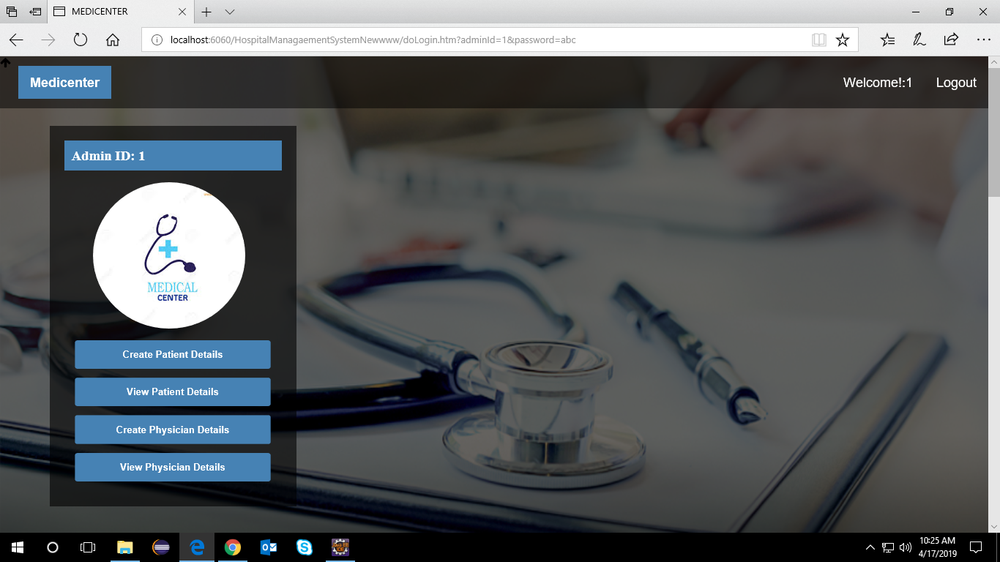 MEDICENTER
localhost:6060/HospitalManagaementSystemNewwww/doLogin.htm?adminId=1&password=abc
Medicenter
Welcome!:1
Logout
Admin ID: 1
MEDICAL
CENTER
Create Patient Details
View Patient Details
Create Physician Details
View Physician Details
10:25 AM
4/17/2019